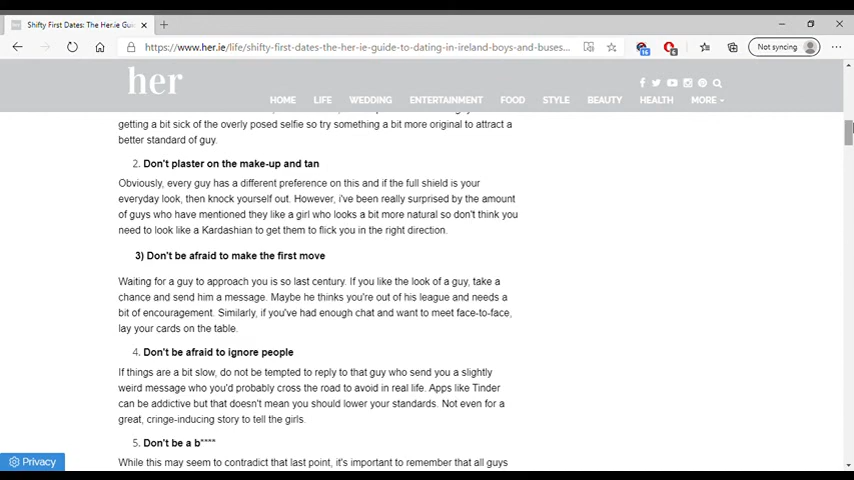 Shifty First Dates: The Her.ie Gui
https://www.her.ie/life/shifty-first-dates-the-her-ie-guide-to-dating-in-ireland-boys-and-buses...
Not syncing
her
HOME LIFE WEDDING ENTERTAINMENT FOOD STYLE BEAUTY HEALTH MORE
getting a bit sick of the overly posed selfie so try something a bit more original to attract a
better standard of guy.
2. Don't plaster on the make-up and tan
Obviously, every guy has a different preference on this and if the full shield is your
everyday look, then knock yourself out. However, i've been really surprised by the amount
of guys who have mentioned they like a girl who looks a bit more natural so don't think you
need to look like a Kardashian to get them to flick you in the right direction.
3) Don't be afraid to make the first move
Waiting for a guy to approach you is so last century. If you like the look of a guy, take a
chance and send him a message. Maybe he thinks you're out of his league and needs a
bit of encouragement. Similarly, if you've had enough chat and want to meet face-to-face,
lay your cards on the table.
4. Don't be afraid to ignore people
If things are a bit slow, do not be tempted to reply to that guy who send you a slightly
weird message who you'd probably cross the road to avoid in real life. Apps like Tinder
can be addictive but that doesn't mean you should lower your standards. Not even for a
great, cringe-inducing story to tell the girls.
5. Don't be a b****
While this may seem to contradict that last point, it's important to remember that all guys
Privacy